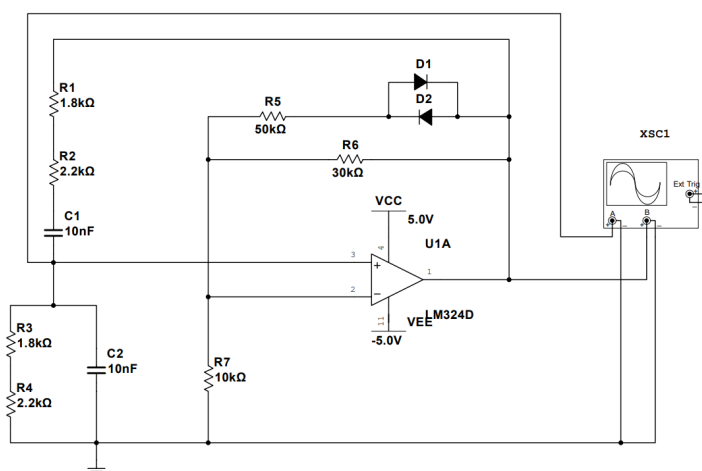 R1
1.8kΩ
R2
2.2kΩ
C1
10nF
R3
1.8kΩ
R4
2.2kΩ
C2
10nF
R5
50kΩ
D1
D2
R6
30kΩ
VCC
5.0V
U1A
3
+
4
1
2
−
11
LM324D
VEE
-5.0V
R7
10kΩ
XSC1
Ext Trig
+
−
A
B
+
−
+
−